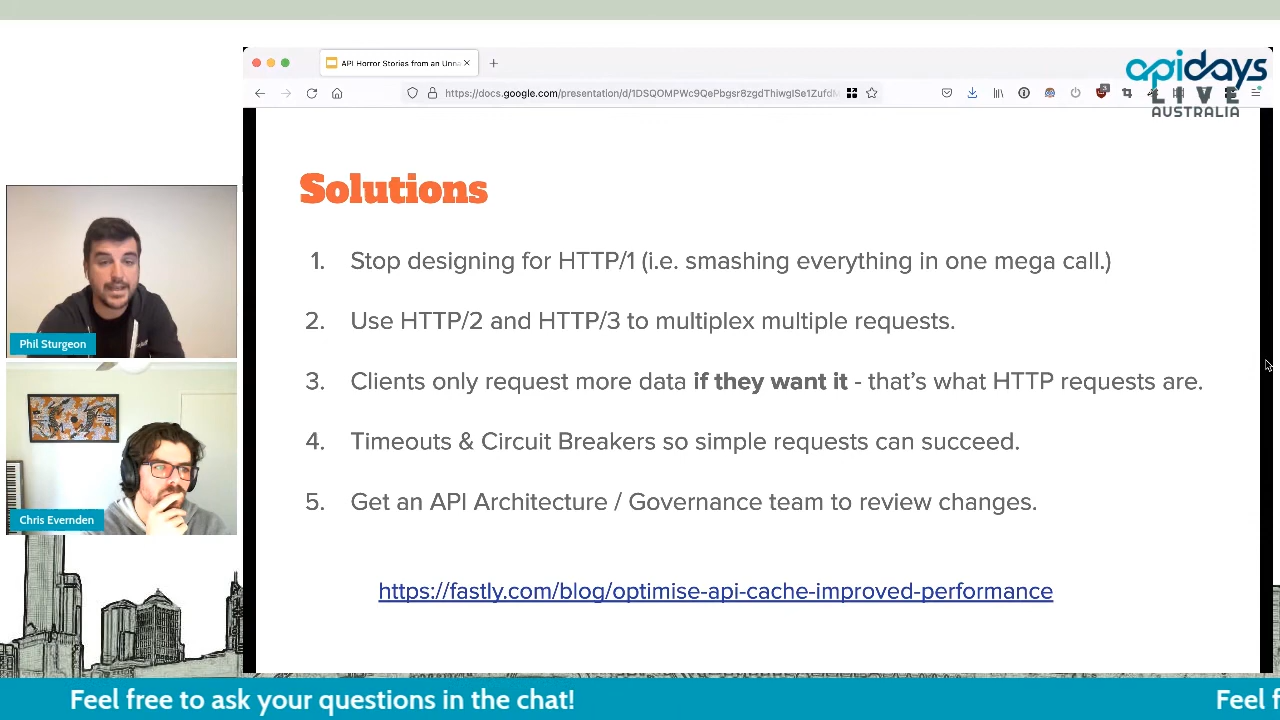 API Horror Stories from an Unna
https://docs.google.com/presentation/d/1DSQOMPWc9QePbgsr8zgdThiwglSe1Zufd
apidays
LIVE
AUSTRALIA
Solutions
1. Stop designing for HTTP/1 (i.e. smashing everything in one mega call.)
2. Use HTTP/2 and HTTP/3 to multiplex multiple requests.
3. Clients only request more data if they want it - that's what HTTP requests are.
4. Timeouts & Circuit Breakers so simple requests can succeed.
5. Get an API Architecture / Governance team to review changes.
https://fastly.com/blog/optimise-api-cache-improved-performance
Phil Sturgeon
Chris Evernden
Feel free to ask your questions in the chat!
Feel f